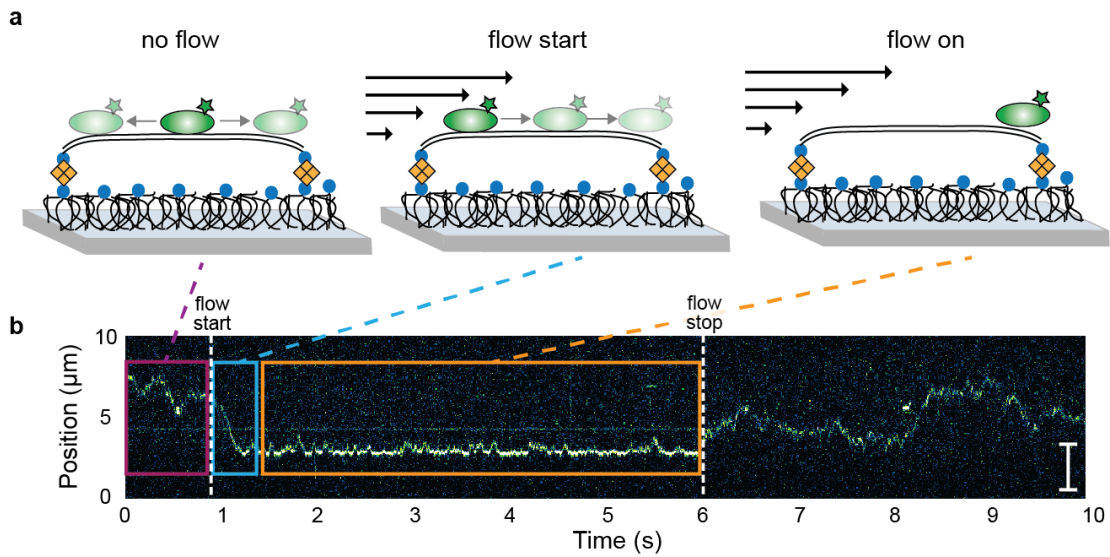 a
no flow
flow start
flow on
flow
start
flow
stop
b
10
5
0
Position (µm)
0 1 2 3 4 5 6 7 8 9 10
Time (s)